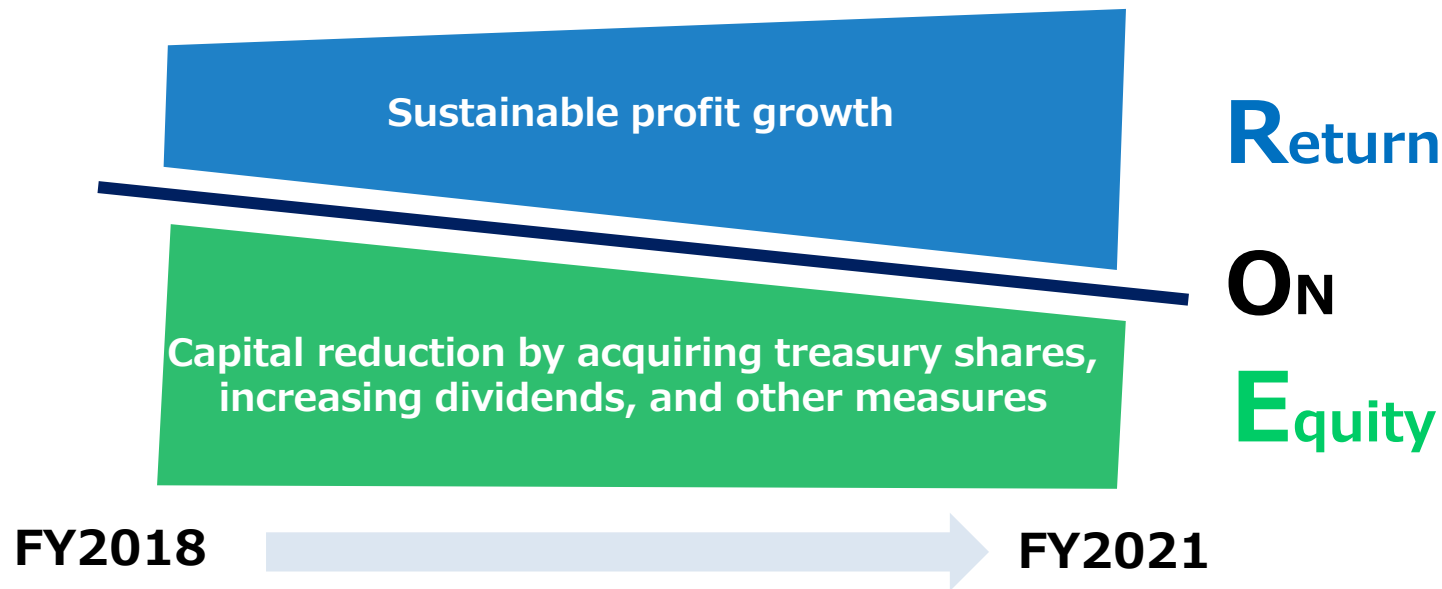 Sustainable profit growth
Return
ON
Capital reduction by acquiring treasury shares,
increasing dividends, and other measures
Equity
FY2018
FY2021